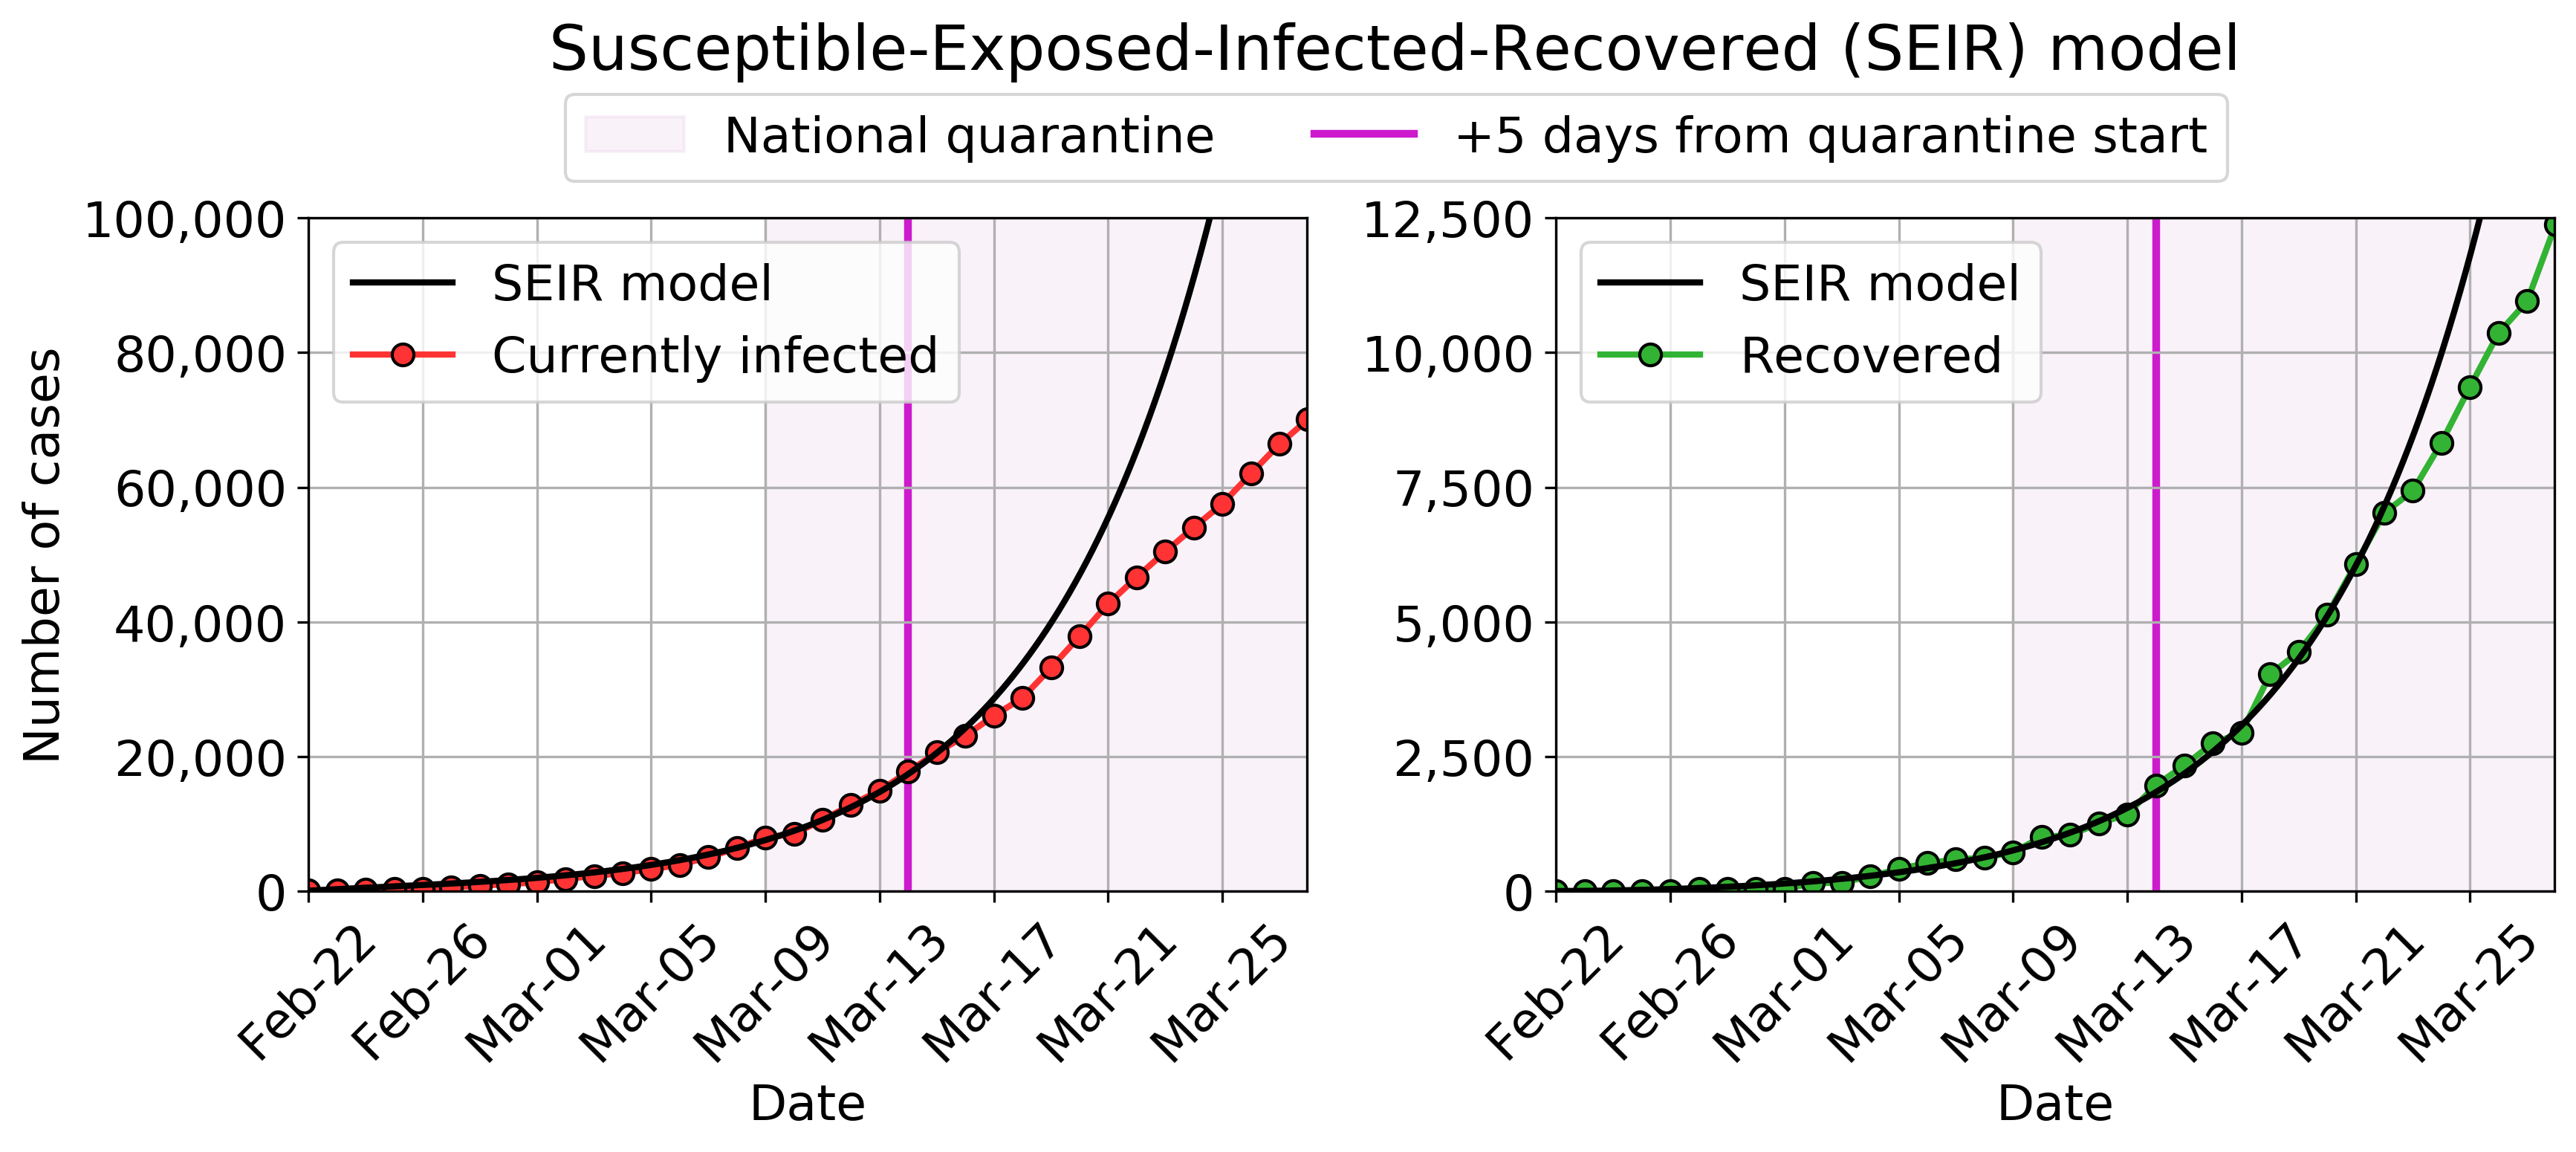 Susceptible-Exposed-Infected-Recovered (SEIR) model
National quarantine
+5 days from quarantine start
100,000
80,000
60,000
40,000
20,000
0
Number of cases
SEIR model
Currently infected
Feb-22
Feb-26
Mar-01
Mar-05
Mar-09
Mar-13
Mar-17
Mar-21
Mar-25
Date
12,500
10,000
7,500
5,000
2,500
0
SEIR model
Recovered
Feb-22
Feb-26
Mar-01
Mar-05
Mar-09
Mar-13
Mar-17
Mar-21
Mar-25
Date